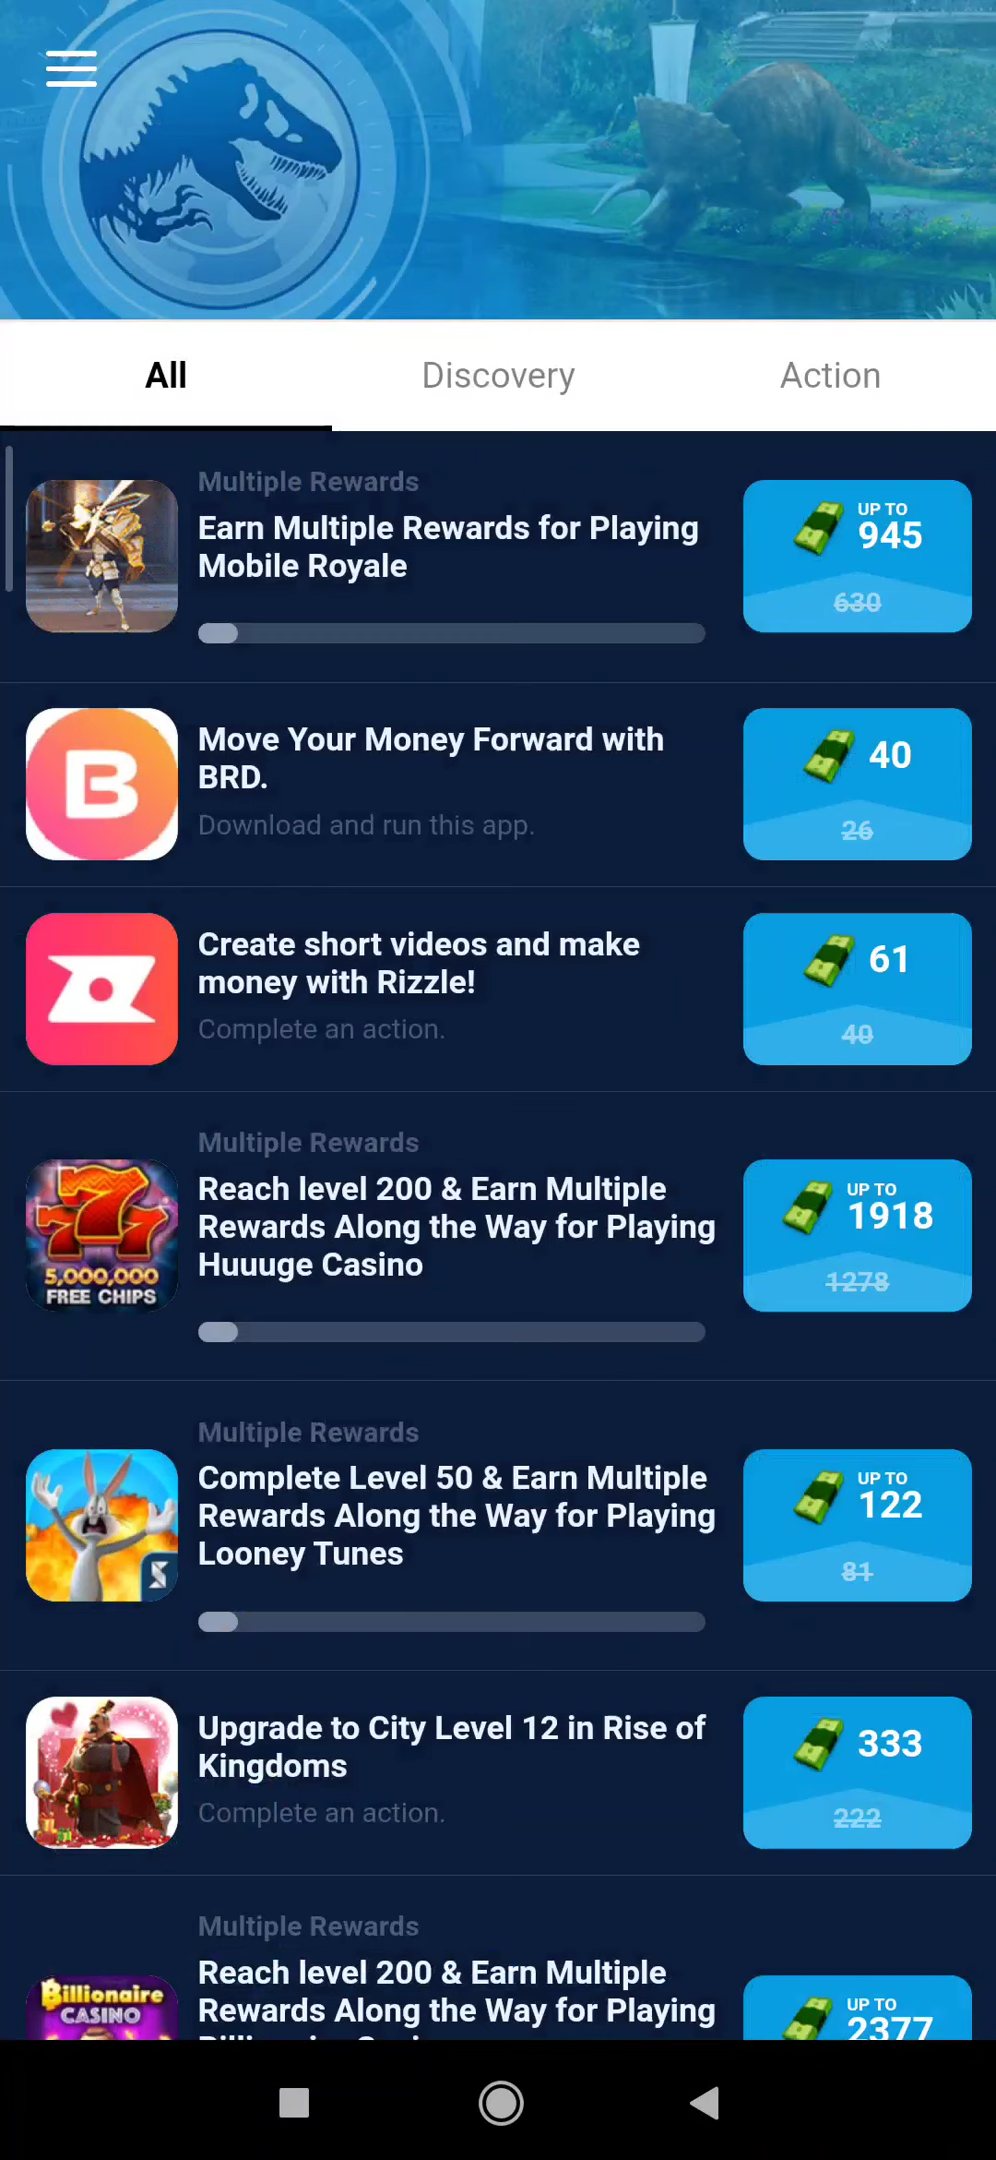 All
Discovery
Action
Multiple Rewards
Earn Multiple Rewards for Playing
Mobile Royale
UP TO
945
630
Move Your Money Forward with
BRD.
Download and run this app.
40
26
Create short videos and make
money with Rizzle!
Complete an action.
61
40
Multiple Rewards
Reach level 200 & Earn Multiple
Rewards Along the Way for Playing
Huuuge Casino
777
5,000,000
FREE CHIPS
UP TO
1918
1278
Multiple Rewards
Complete Level 50 & Earn Multiple
Rewards Along the Way for Playing
Looney Tunes
UP TO
122
81
Upgrade to City Level 12 in Rise of
Kingdoms
Complete an action.
333
222
Multiple Rewards
Reach level 200 & Earn Multiple
Rewards Along the Way for Playing
Billionaire
CASINO
UP TO
2377